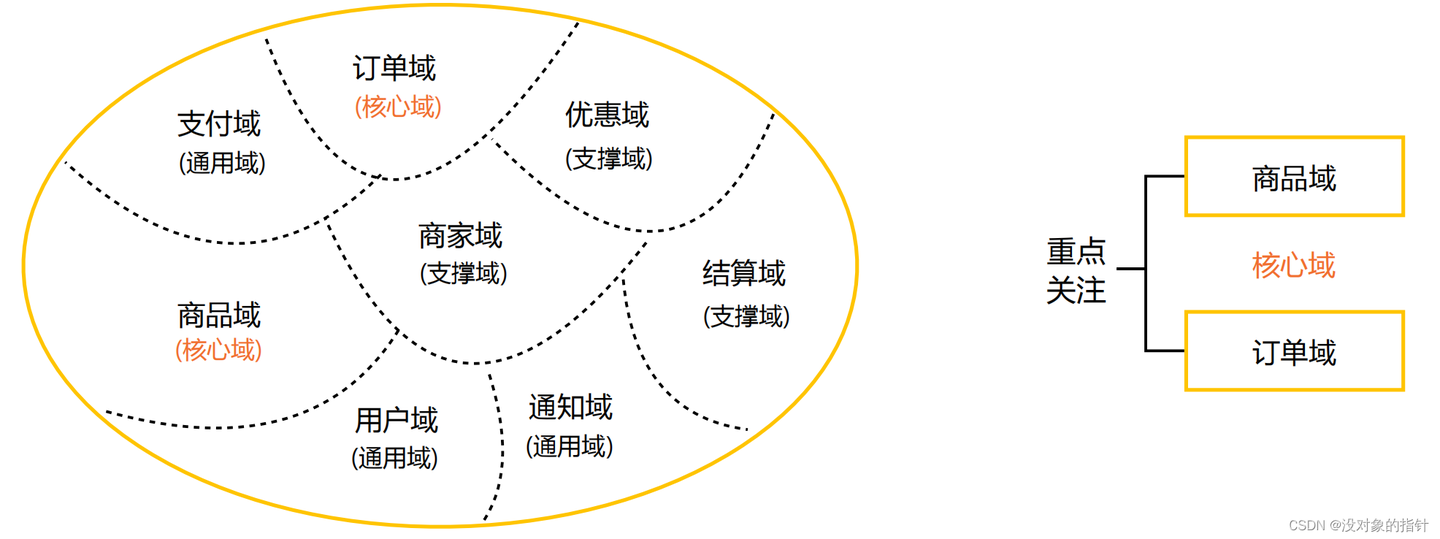 订单域
(核心域)
支付域
(通用域)
优惠域
(支撑域)
商家域
(支撑域)
结算域
(支撑域)
商品域
(核心域)
用户域
(通用域)
通知域
(通用域)
重点
关注
商品域
核心域
订单域
CSDN @没对象的指针